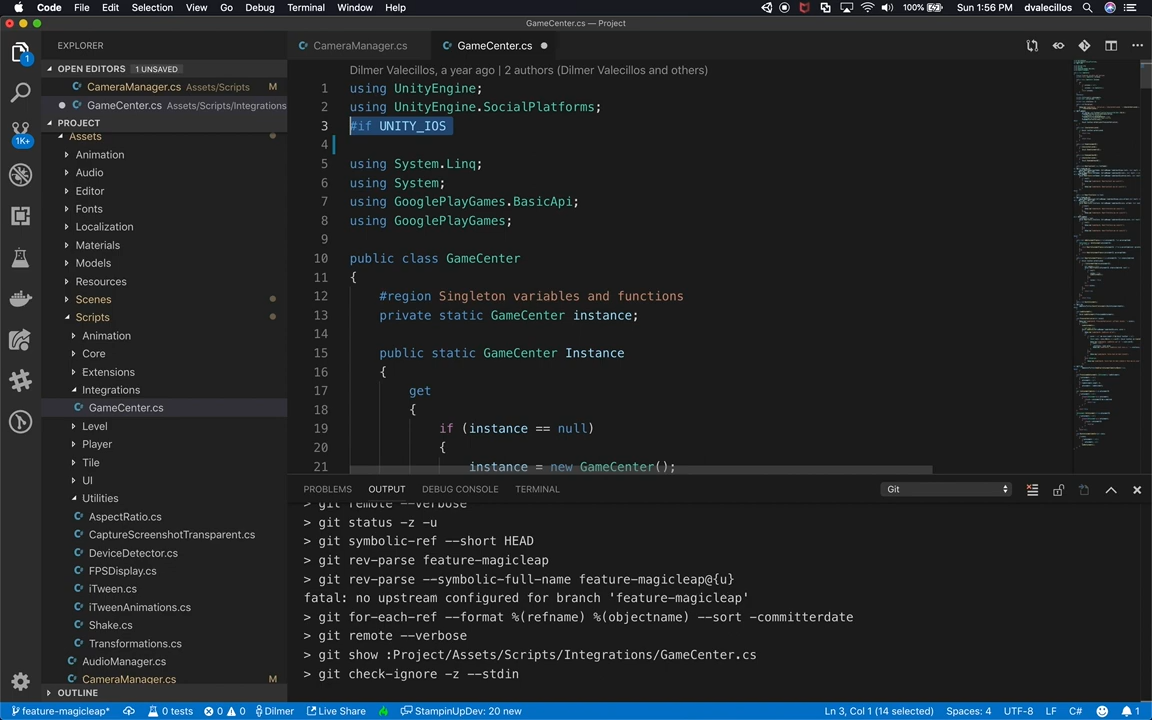 Code File Edit Selection View Go Debug Terminal Window Help 100% Sun 1:56 PM dvalecillos
GameCenter.cs — Project
EXPLORER
OPEN EDITORS 1 UNSAVED
CameraManager.cs Assets/Scripts M
GameCenter.cs Assets/Scripts/Integrations
PROJECT
Assets
Animation
Audio
Editor
Fonts
Localization
Materials
Models
Resources
Scenes
Scripts
Animation
Core
Extensions
Integrations
GameCenter.cs
Level
Player
Tile
UI
Utilities
AspectRatio.cs
CaptureScreenshotTransparent.cs
DeviceDetector.cs
FPSDisplay.cs
iTween.cs
iTweenAnimations.cs
Shake.cs
Transformations.cs
AudioManager.cs
CameraManager.cs M
OUTLINE
1
1K+
CameraManager.cs GameCenter.cs
Dilmer Valecillos, a year ago | 2 authors (Dilmer Valecillos and others)
1 using UnityEngine;
2 using UnityEngine.SocialPlatforms;
3 #if UNITY_IOS
4
5 using System.Linq;
6 using System;
7 using GooglePlayGames.BasicApi;
8 using GooglePlayGames;
9
10 public class GameCenter
11 {
12 #region Singleton variables and functions
13 private static GameCenter instance;
14
15 public static GameCenter Instance
16 {
17 get
18 {
19 if (instance == null)
20 {
21 instance = new GameCenter();
PROBLEMS OUTPUT DEBUG CONSOLE TERMINAL Git
> git remote --verbose
> git status -z -u
> git symbolic-ref --short HEAD
> git rev-parse feature-magicleap
> git rev-parse --symbolic-full-name feature-magicleap@{u}
fatal: no upstream configured for branch 'feature-magicleap'
> git for-each-ref --format %(refname) %(objectname) --sort -committerdate
> git remote --verbose
> git show :Project/Assets/Scripts/Integrations/GameCenter.cs
> git check-ignore -z --stdin
feature-magicleap* 0 tests 0 0 Dilmer Live Share StampinUpDev: 20 new Ln 3, Col 1 (14 selected) Spaces: 4 UTF-8 LF C# 1